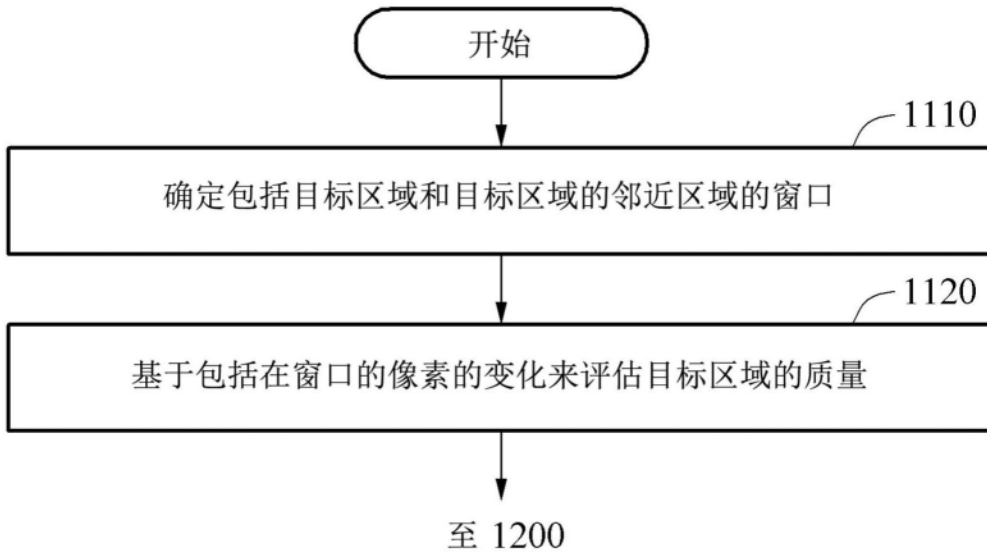 开始
1110
确定包括目标区域和目标区域的邻近区域的窗口
1120
基于包括在窗口的像素的变化来评估目标区域的质量
至 1200